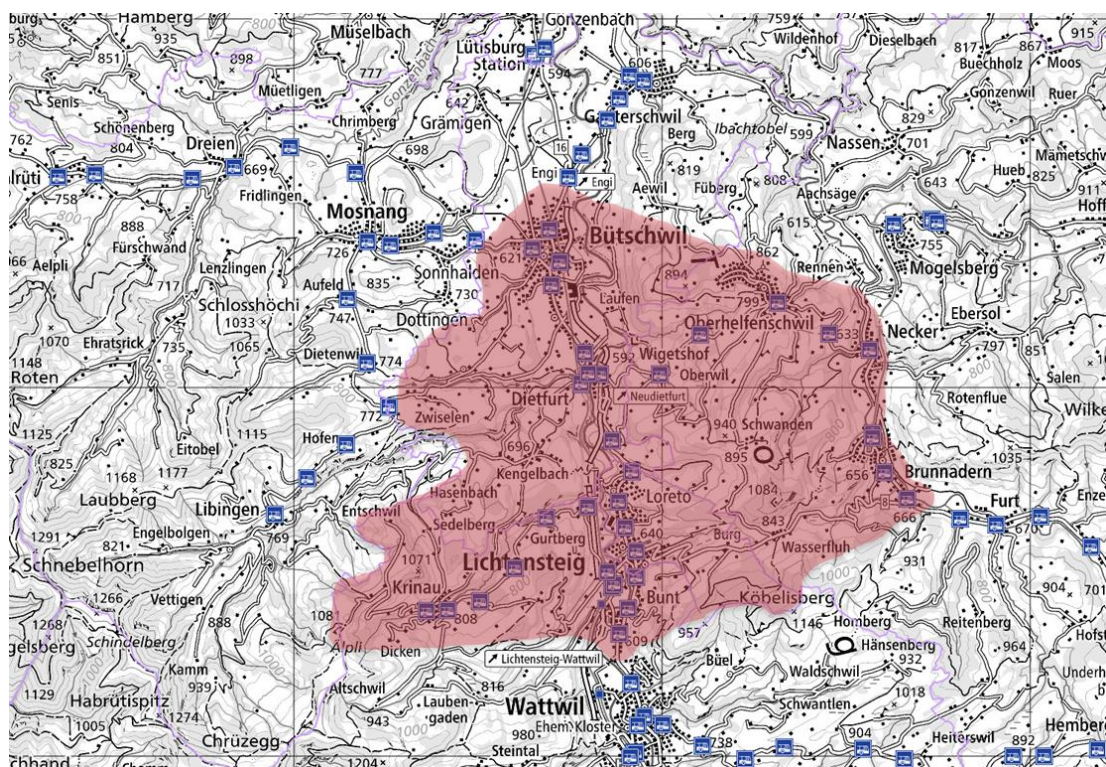 Hamberg
935
851
898
Müselbach
777
Müetligen
Chrimberg
Gonzenbach
Gonzenbach
Lütisburg
Station
594
606
642
Grämigen
759
Wildenhof
Dieselbach
817
Buechholz
867
Moos
915
Gonzenwil
Ruer
829
Senis
Schönenberg
804
762
Dreien
669
698
16
Ganterschwil
Berg
Ibachtobel
599
Nassen
701
Hueb
825
911
758
Fridlingen
Engi
Engi
Aewil
819
Füberg
808
Aachsäge
643
Mosnang
726
888
Fürschwand
Aelpli
717
Lenzlingen
Sonnhalden
621
Bütschwil
615
862
755
Mogelsberg
Rennen
894
799
Schlosshöchi
1033
Aufeld
747
835
730
Dottingen
Laufen
Oberhelfenschwil
533
Necker
Ebersol
797
851
1070
Ehratsrick
735
1065
1148
Roten
Dietenwil
774
592
Wigetshof
Oberwil
Salen
772
Zwiselen
Dietfurt
Neudietfurt
Rotenflue
1125
825
Eitobel
1115
Hofen
696
940
Schwanden
895
1035
Kengelbach
1168
1177
Laubberg
Hasenbach
Loreto
1084
656
Brunnadern
Libingen
769
Entschwil
Sedelberg
8
666
Furt
701
1291
821
Engelbolgen
Gurtberg
640
Burg
843
Wasserfluh
Schnebelhorn
1071
Lichtensteig
1000
931
1266
Vettigen
Krinau
808
Bunt
Köbelisberg
904
1268
Schindelberg
888
957
1146
Homberg
Reitenberg
Älpli
Dicken
609
Hänsenberg
932
964
Lichtensteig-Wattwil
Kamm
939
1129
Habrütispitz
1005
1274
Altschwil
943
816
Lauben-
gaden
Büel
Waldschwil
1018
Schwantlen
Wattwil
Ehem. Kloster
Chrüzegg
1204
980
Steintal
738
904
Heiterswil
892